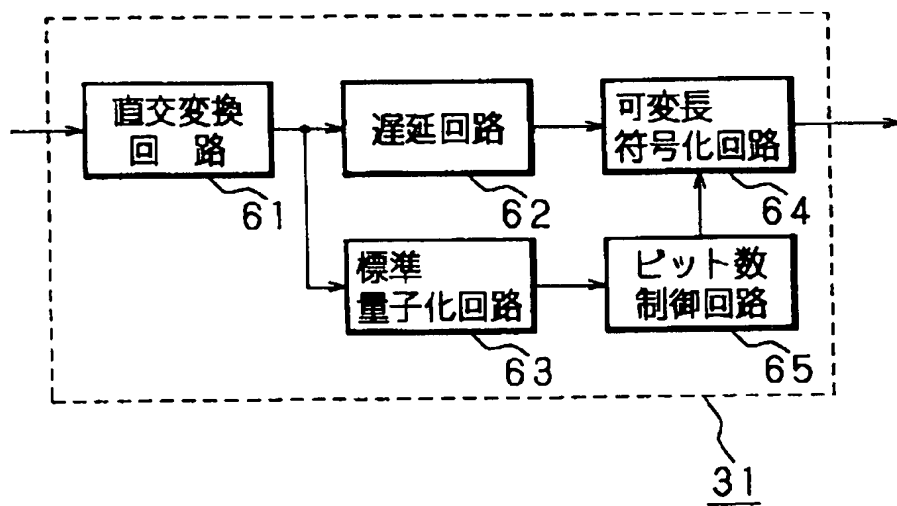 直交変換
回 路
61
遅延回路
62
可変長
符号化回路
64
標準
量子化回路
63
ビット数
制御回路
65
31